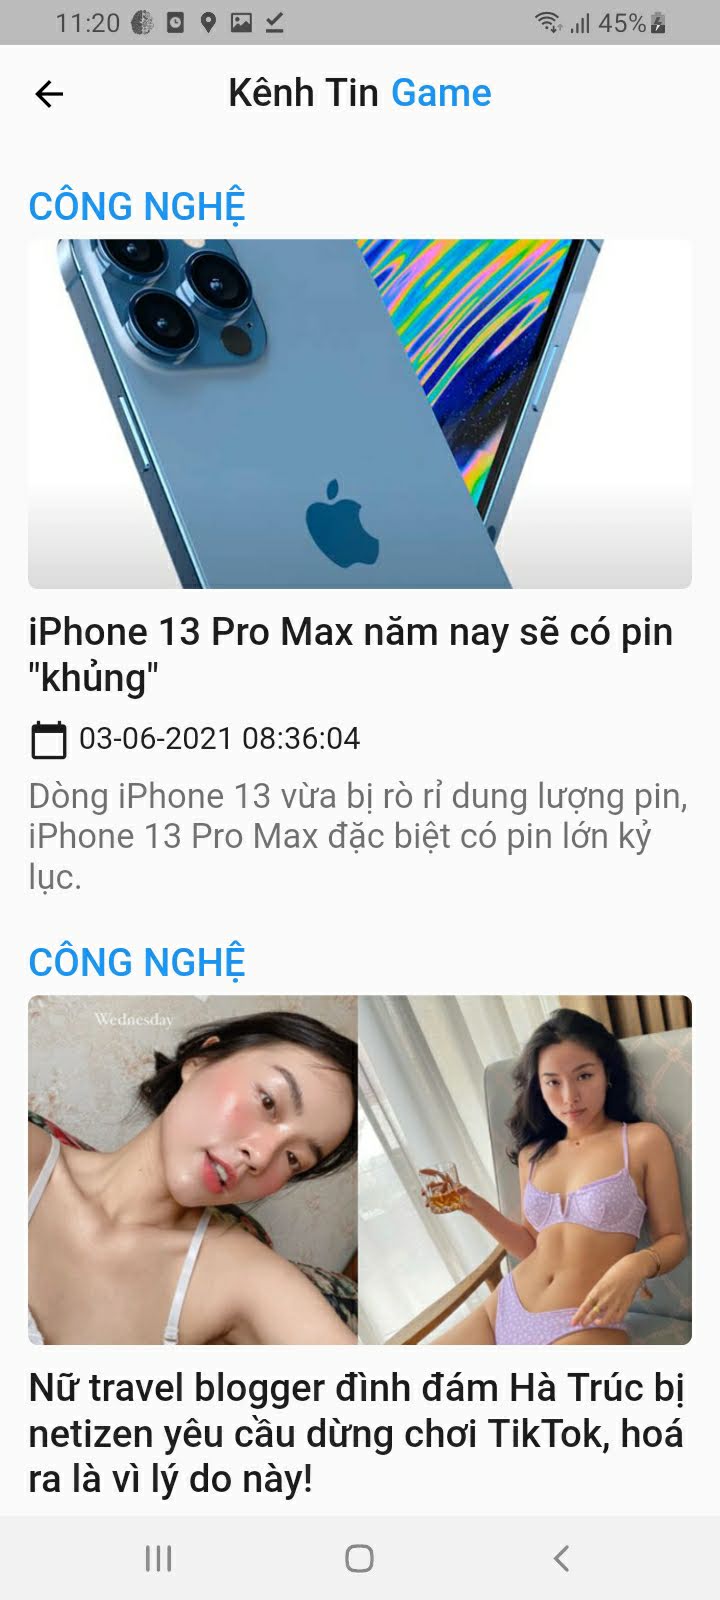 11:20
45%
Kênh Tin Game
CÔNG NGHỆ
iPhone 13 Pro Max năm nay sẽ có pin
"khủng"
03-06-2021 08:36:04
Dòng iPhone 13 vừa bị rò rỉ dung lượng pin,
iPhone 13 Pro Max đặc biệt có pin lớn kỷ
lục.
CÔNG NGHỆ
Wednesday
Nữ travel blogger đình đám Hà Trúc bị
netizen yêu cầu dừng chơi TikTok, hoá
ra là vì lý do này!